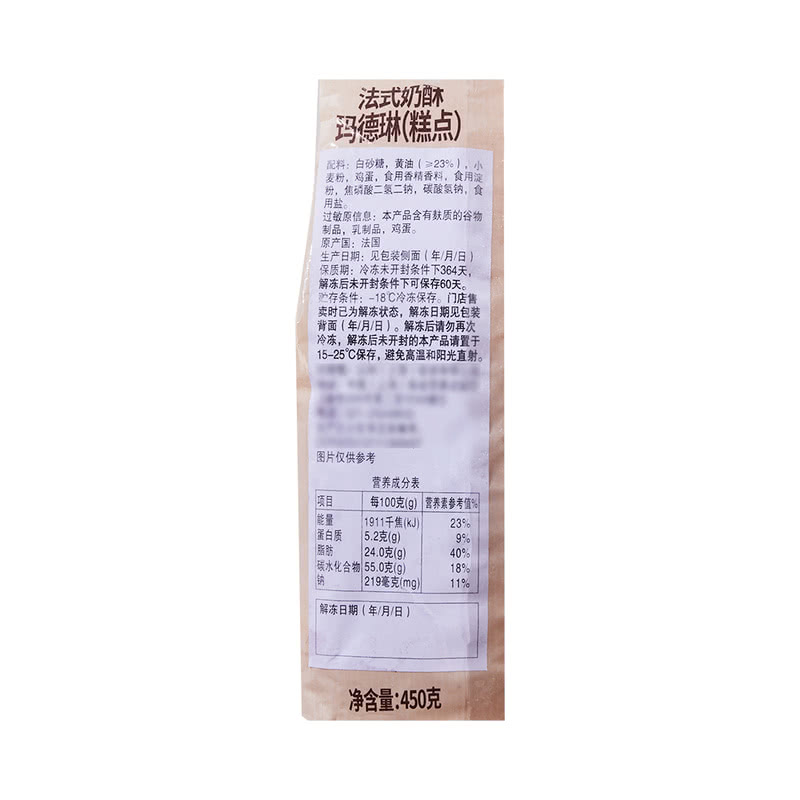 法式奶酥
玛德琳(糕点)
配料：白砂糖，黄油（≥23%），小
麦粉，鸡蛋，食用香精香料，食用淀
粉，焦磷酸二氢二钠，碳酸氢钠，食
用盐。
过敏原信息：本产品含有麸质的谷物
制品，乳制品，鸡蛋。
原产国：法国
生产日期：见包装侧面（年/月/日）
保质期：冷冻未开封条件下364天，
解冻后未开封条件下可保存60天。
贮存条件：-18℃冷冻保存。门店售
卖时已为解冻状态，解冻日期见包装
背面（年/月/日）。解冻后请勿再次
冷冻，解冻后未开封的本产品请置于
15-25℃保存，避免高温和阳光直射。
图片仅供参考
营养成分表
项目 每100克(g) 营养素参考值%
能量 1911千焦(kJ) 23%
蛋白质 5.2克(g) 9%
脂肪 24.0克(g) 40%
碳水化合物 55.0克(g) 18%
钠 219毫克(mg) 11%
解冻日期（年/月/日）
净含量:450克